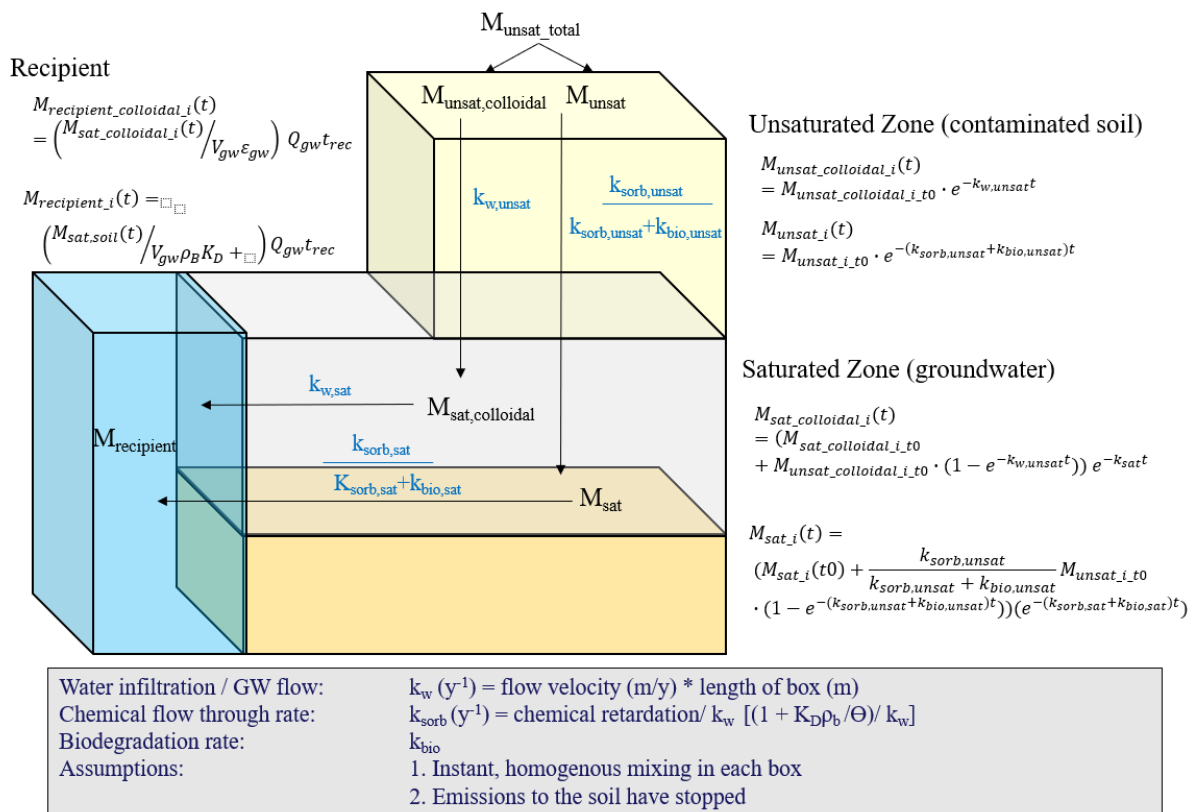 M_unsat_total
Recipient
M_recipient_colloidal_i(t)
= (M_sat_colloidal_i(t)/V_gw ε_gw) Q_gw t_rec
M_recipient_i(t) =□□
(M_sat,soil(t)/V_gw ρ_B K_D + □) Q_gw t_rec
M_unsat,colloidal M_unsat
k_w,unsat
k_sorb,unsat
k_sorb,unsat+k_bio,unsat
Unsaturated Zone (contaminated soil)
M_unsat_colloidal_i(t)
= M_unsat_colloidal_i_t0 · e^−k_w,unsat t
M_unsat_i(t)
= M_unsat_i_t0 · e^−(k_sorb,unsat+k_bio,unsat)t
k_w,sat
M_sat,colloidal
M_recipient
k_sorb,sat
K_sorb,sat+k_bio,sat
M_sat
Saturated Zone (groundwater)
M_sat_colloidal_i(t)
= (M_sat_colloidal_i_t0
+ M_unsat_colloidal_i_t0 · (1 − e^−k_w,unsat t)) e^−k_sat t
M_sat_i(t) =
(M_sat_i(t0) + k_sorb,unsat/(k_sorb,unsat + k_bio,unsat) M_unsat_i_t0
· (1 − e^−(k_sorb,unsat+k_bio,unsat)t))(e^−(k_sorb,sat+k_bio,sat)t)
Water infiltration / GW flow: k_w (y⁻¹) = flow velocity (m/y) * length of box (m)
Chemical flow through rate: k_sorb (y⁻¹) = chemical retardation/ k_w [(1 + K_Dρ_b /Θ)/ k_w]
Biodegradation rate: k_bio
Assumptions: 1. Instant, homogenous mixing in each box
2. Emissions to the soil have stopped